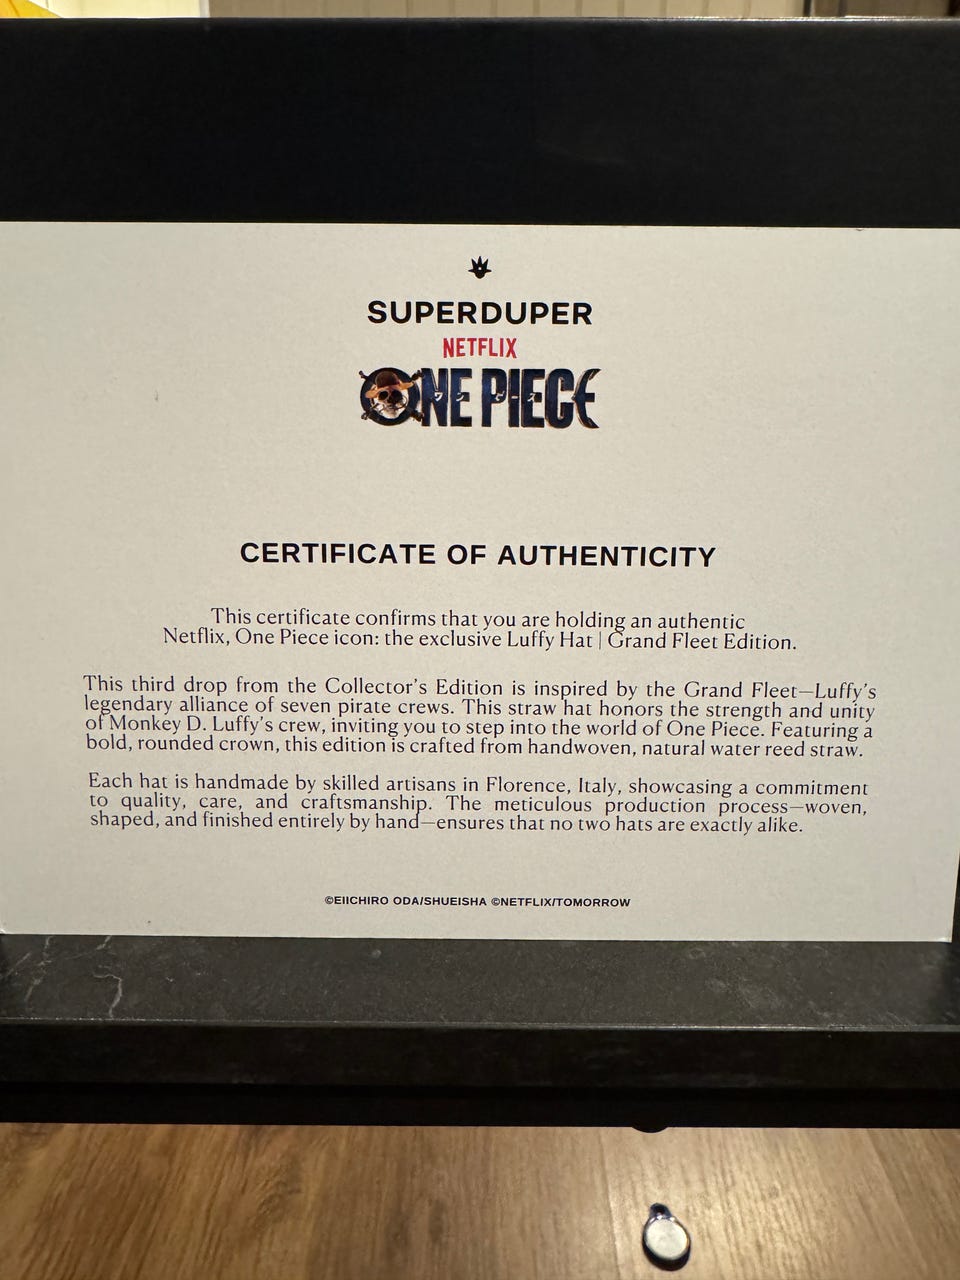 SUPERDUPER
NETFLIX
ONE PIECE
ワンピース
CERTIFICATE OF AUTHENTICITY
This certificate confirms that you are holding an authentic
Netflix, One Piece icon: the exclusive Luffy Hat | Grand Fleet Edition.
This third drop from the Collector's Edition is inspired by the Grand Fleet—Luffy's
legendary alliance of seven pirate crews. This straw hat honors the strength and unity
of Monkey D. Luffy's crew, inviting you to step into the world of One Piece. Featuring a
bold, rounded crown, this edition is crafted from handwoven, natural water reed straw.
Each hat is handmade by skilled artisans in Florence, Italy, showcasing a commitment
to quality, care, and craftsmanship. The meticulous production process—woven,
shaped, and finished entirely by hand—ensures that no two hats are exactly alike.
©EIICHIRO ODA/SHUEISHA ©NETFLIX/TOMORROW